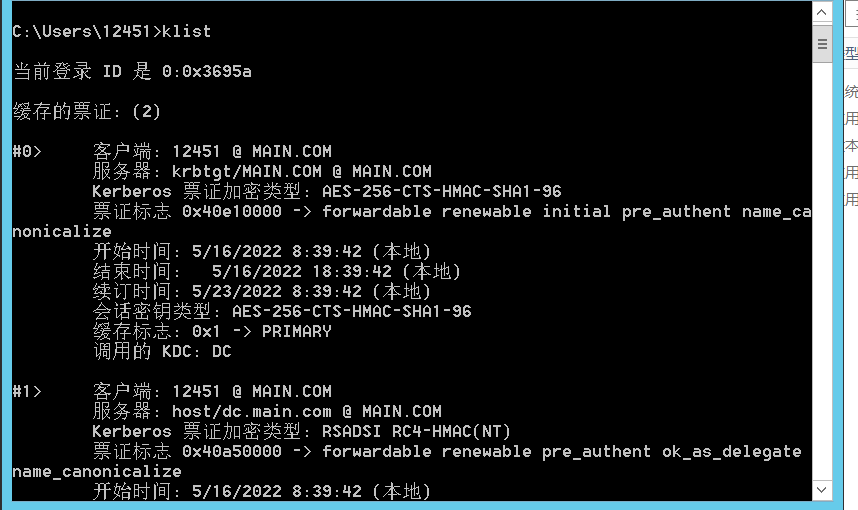 C:\Users\12451>klist
当前登录 ID 是 0:0x3695a
缓存的票证: (2)
#0>     客户端: 12451 @ MAIN.COM
服务器: krbtgt/MAIN.COM @ MAIN.COM
Kerberos 票证加密类型: AES-256-CTS-HMAC-SHA1-96
票证标志 0x40e10000 -> forwardable renewable initial pre_authent name_ca
nonicalize
开始时间: 5/16/2022 8:39:42 (本地)
结束时间:   5/16/2022 18:39:42 (本地)
续订时间: 5/23/2022 8:39:42 (本地)
会话密钥类型: AES-256-CTS-HMAC-SHA1-96
缓存标志: 0x1 -> PRIMARY
调用的 KDC: DC
#1>     客户端: 12451 @ MAIN.COM
服务器: host/dc.main.com @ MAIN.COM
Kerberos 票证加密类型: RSADSI RC4-HMAC(NT)
票证标志 0x40a50000 -> forwardable renewable pre_authent ok_as_delegate
name_canonicalize
开始时间: 5/16/2022 8:39:42 (本地)
型
统
用
本
用
用